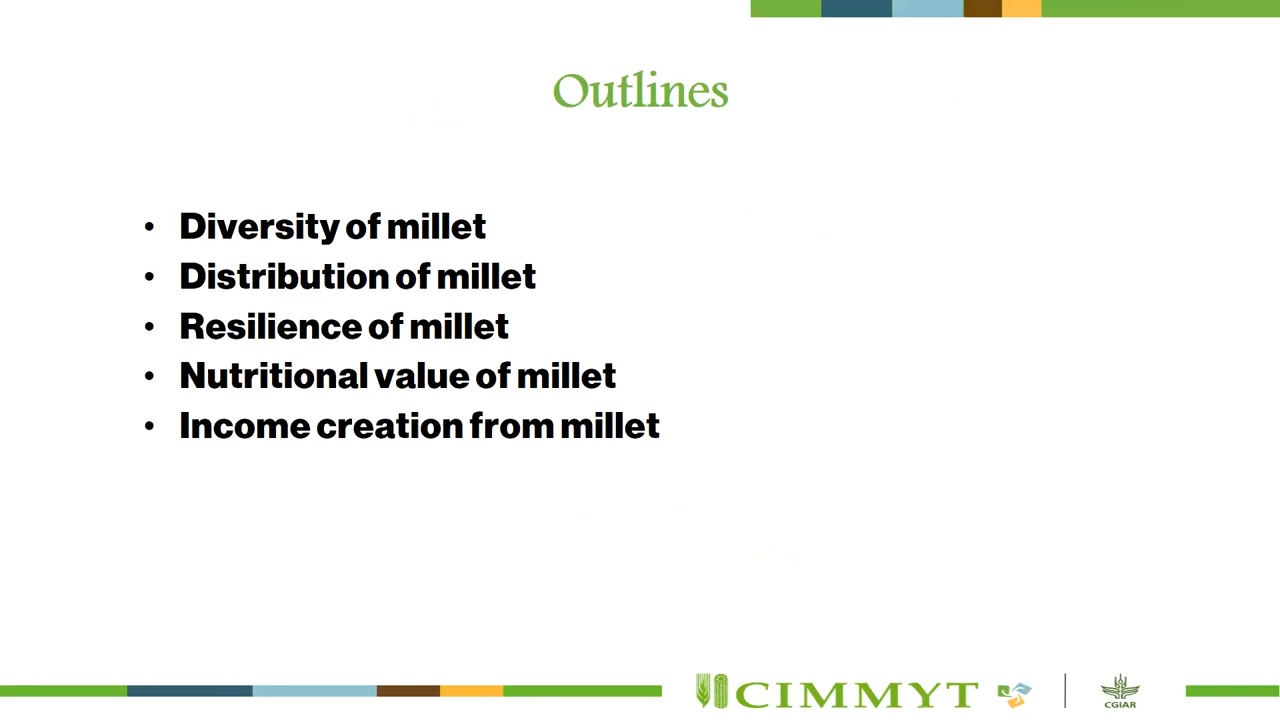 Outlines
• Diversity of millet
• Distribution of millet
• Resilience of millet
• Nutritional value of millet
• Income creation from millet
CIMMYT
CGIAR